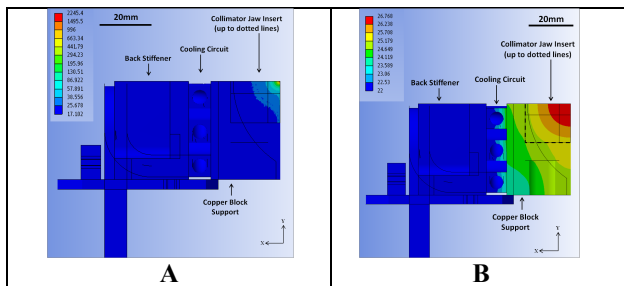 2245.4
1495.5
996
663.34
441.79
294.23
195.96
130.51
86.922
57.891
38.556
25.678
17.102
20mm
Collimator Jaw Insert
(up to dotted lines)
Back Stiffener
Cooling Circuit
Copper Block
Support
Y
X
A
26.768
26.238
25.708
25.179
24.649
24.119
23.589
23.06
22.53
22
20mm
Collimator Jaw Insert
(up to dotted lines)
Back Stiffener
Cooling Circuit
Copper Block
Support
Y
X
B